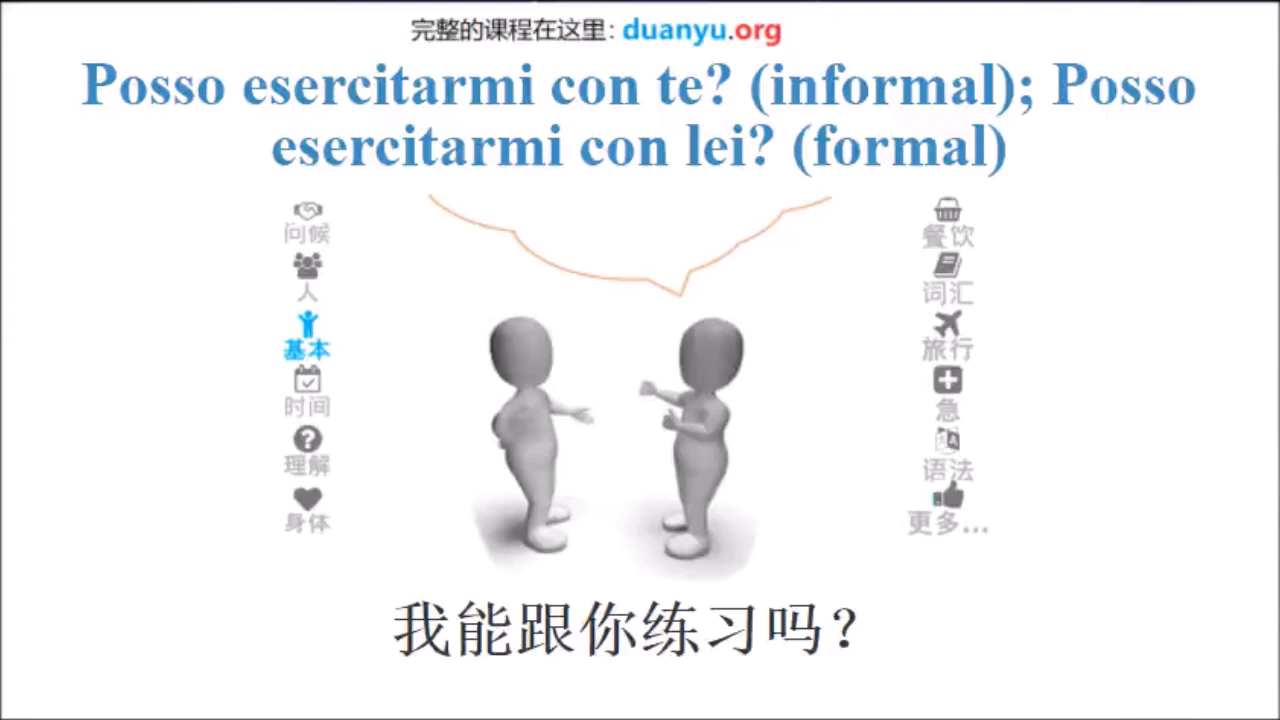 完整的课程在这里：duanyu.org
Posso esercitarmi con te? (informal); Posso
esercitarmi con lei? (formal)
问候
人
基本
时间
理解
身体
餐饮
词汇
旅行
急
语法
更多...
我能跟你练习吗？